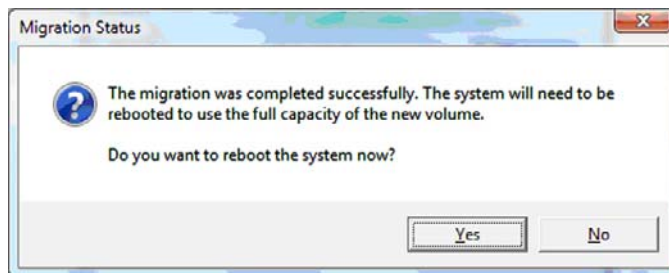 Migration Status
The migration was completed successfully. The system will need to be
rebooted to use the full capacity of the new volume.
Do you want to reboot the system now?
Yes
No